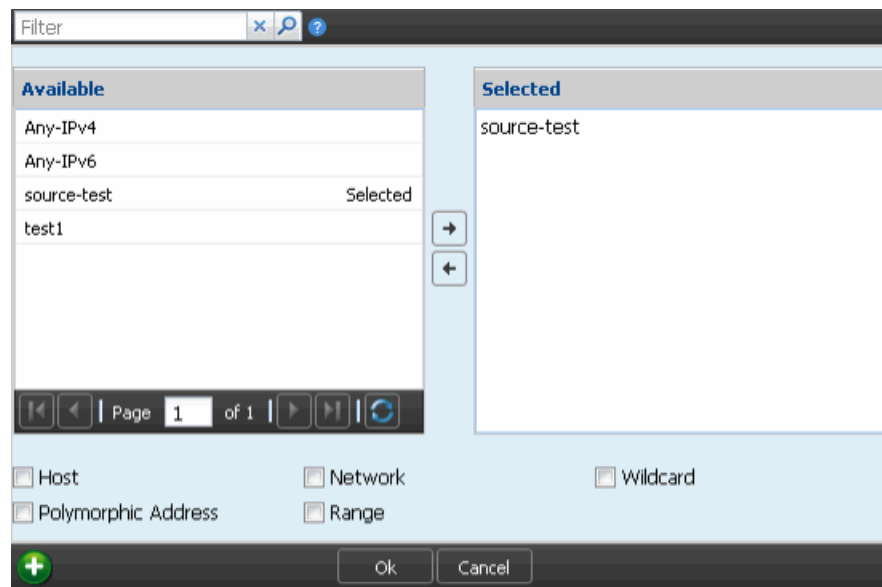 Filter
Available
Any-IPv4
Any-IPv6
source-test Selected
test1
Page 1 of 1
Selected
source-test
Host Network Wildcard
Polymorphic Address Range
Ok Cancel